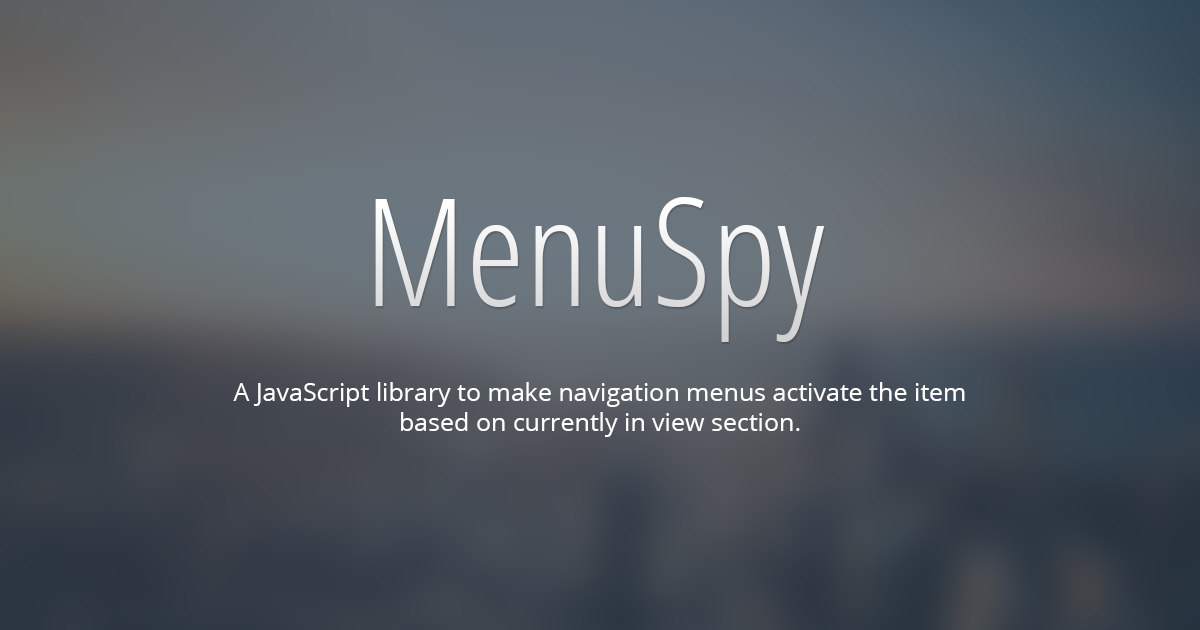 MenuSpy
A JavaScript library to make navigation menus activate the item
based on currently in view section.